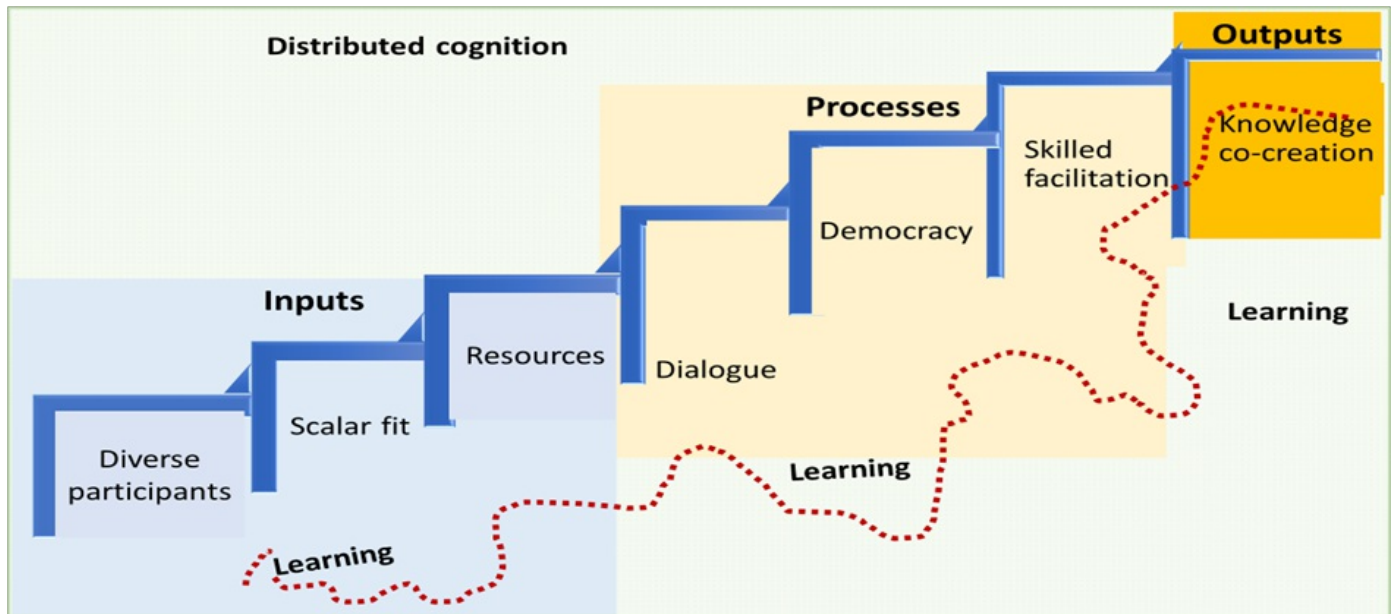 Distributed cognition
Outputs
Knowledge
co-creation
Processes
Skilled
facilitation
Democracy
Dialogue
Inputs
Resources
Scalar fit
Diverse
participants
Learning
Learning
Learning